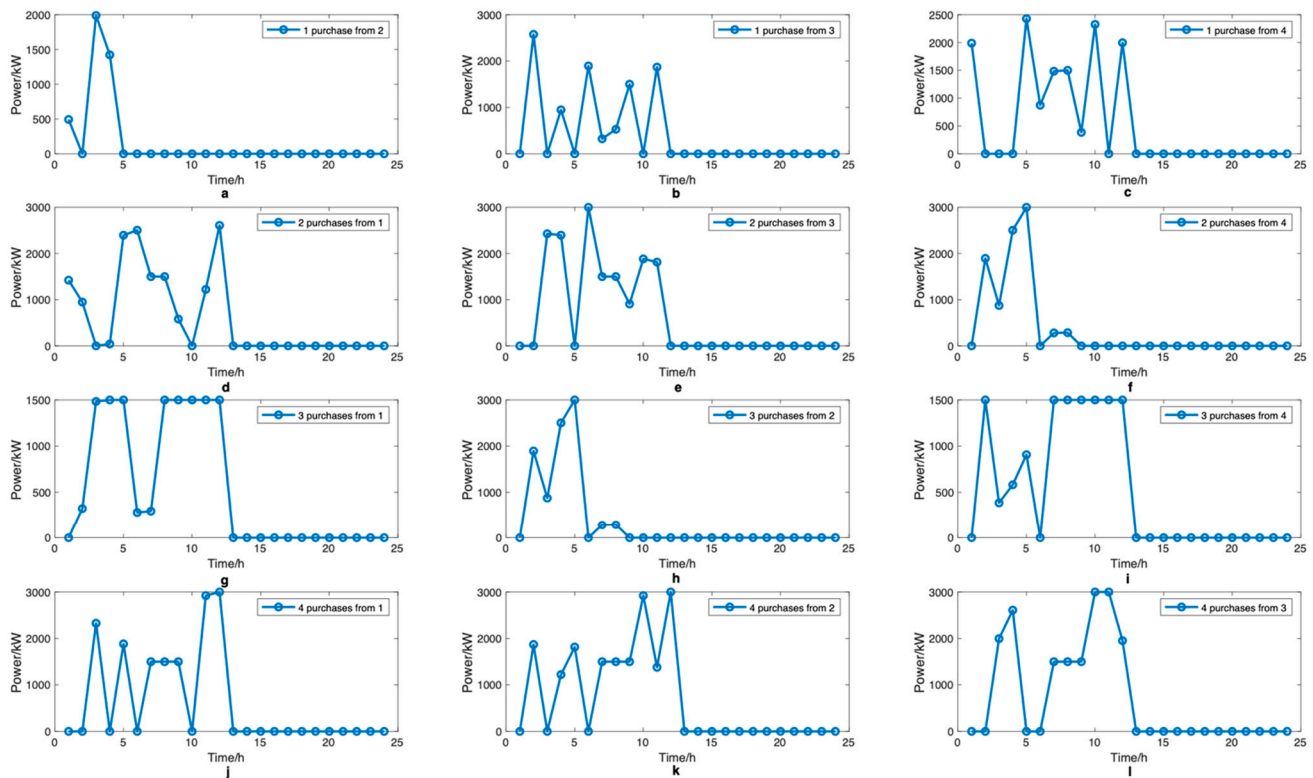 2000
1500
1000
500
0
Power/kW
1 purchase from 2
0 5 10 15 20 25
Time/h
a
3000
2000
1000
0
Power/kW
1 purchase from 3
0 5 10 15 20 25
Time/h
b
2500
2000
1500
1000
500
0
Power/kW
1 purchase from 4
0 5 10 15 20 25
Time/h
c
3000
2000
1000
0
Power/kW
2 purchases from 1
0 5 10 15 20 25
Time/h
d
3000
2000
1000
0
Power/kW
2 purchases from 3
0 5 10 15 20 25
Time/h
e
3000
2000
1000
0
Power/kW
2 purchases from 4
0 5 10 15 20 25
Time/h
f
1500
1000
500
0
Power/kW
3 purchases from 1
0 5 10 15 20 25
Time/h
g
3000
2000
1000
0
Power/kW
3 purchases from 2
0 5 10 15 20 25
Time/h
h
1500
1000
500
0
Power/kW
3 purchases from 4
0 5 10 15 20 25
Time/h
i
3000
2000
1000
0
Power/kW
4 purchases from 1
0 5 10 15 20 25
Time/h
j
3000
2000
1000
0
Power/kW
4 purchases from 2
0 5 10 15 20 25
Time/h
k
3000
2000
1000
0
Power/kW
4 purchases from 3
0 5 10 15 20 25
Time/h
l